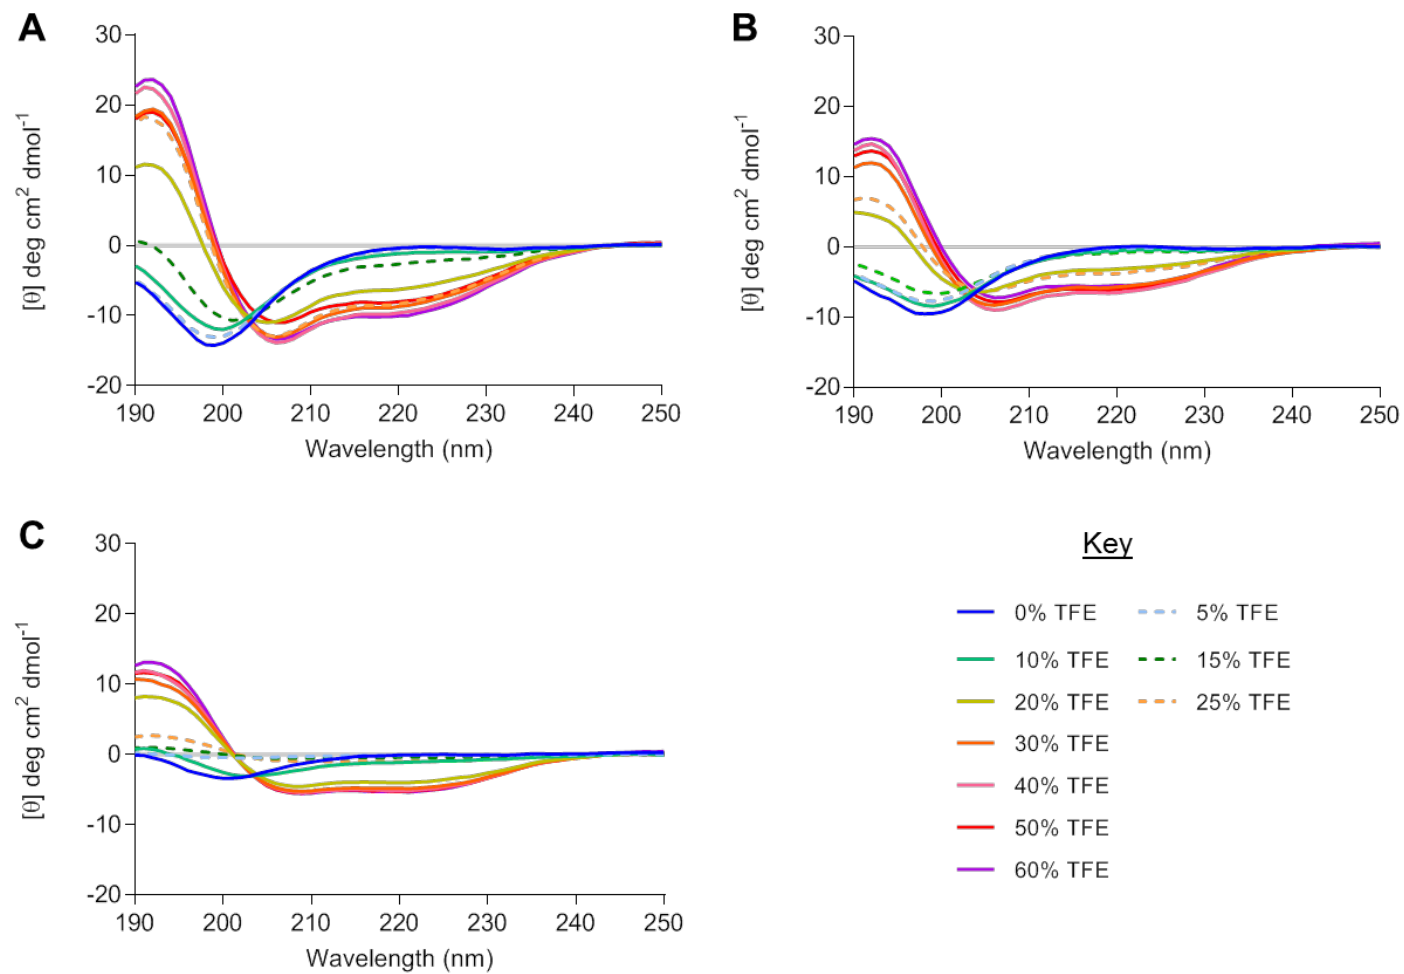 A
30
20
10
0
-10
-20
[θ] deg cm² dmol⁻¹
190 200 210 220 230 240 250
Wavelength (nm)
B
30
20
10
0
-10
-20
[θ] deg cm² dmol⁻¹
190 200 210 220 230 240 250
Wavelength (nm)
C
30
20
10
0
-10
-20
[θ] deg cm² dmol⁻¹
190 200 210 220 230 240 250
Wavelength (nm)
Key
0% TFE 5% TFE
10% TFE 15% TFE
20% TFE 25% TFE
30% TFE
40% TFE
50% TFE
60% TFE